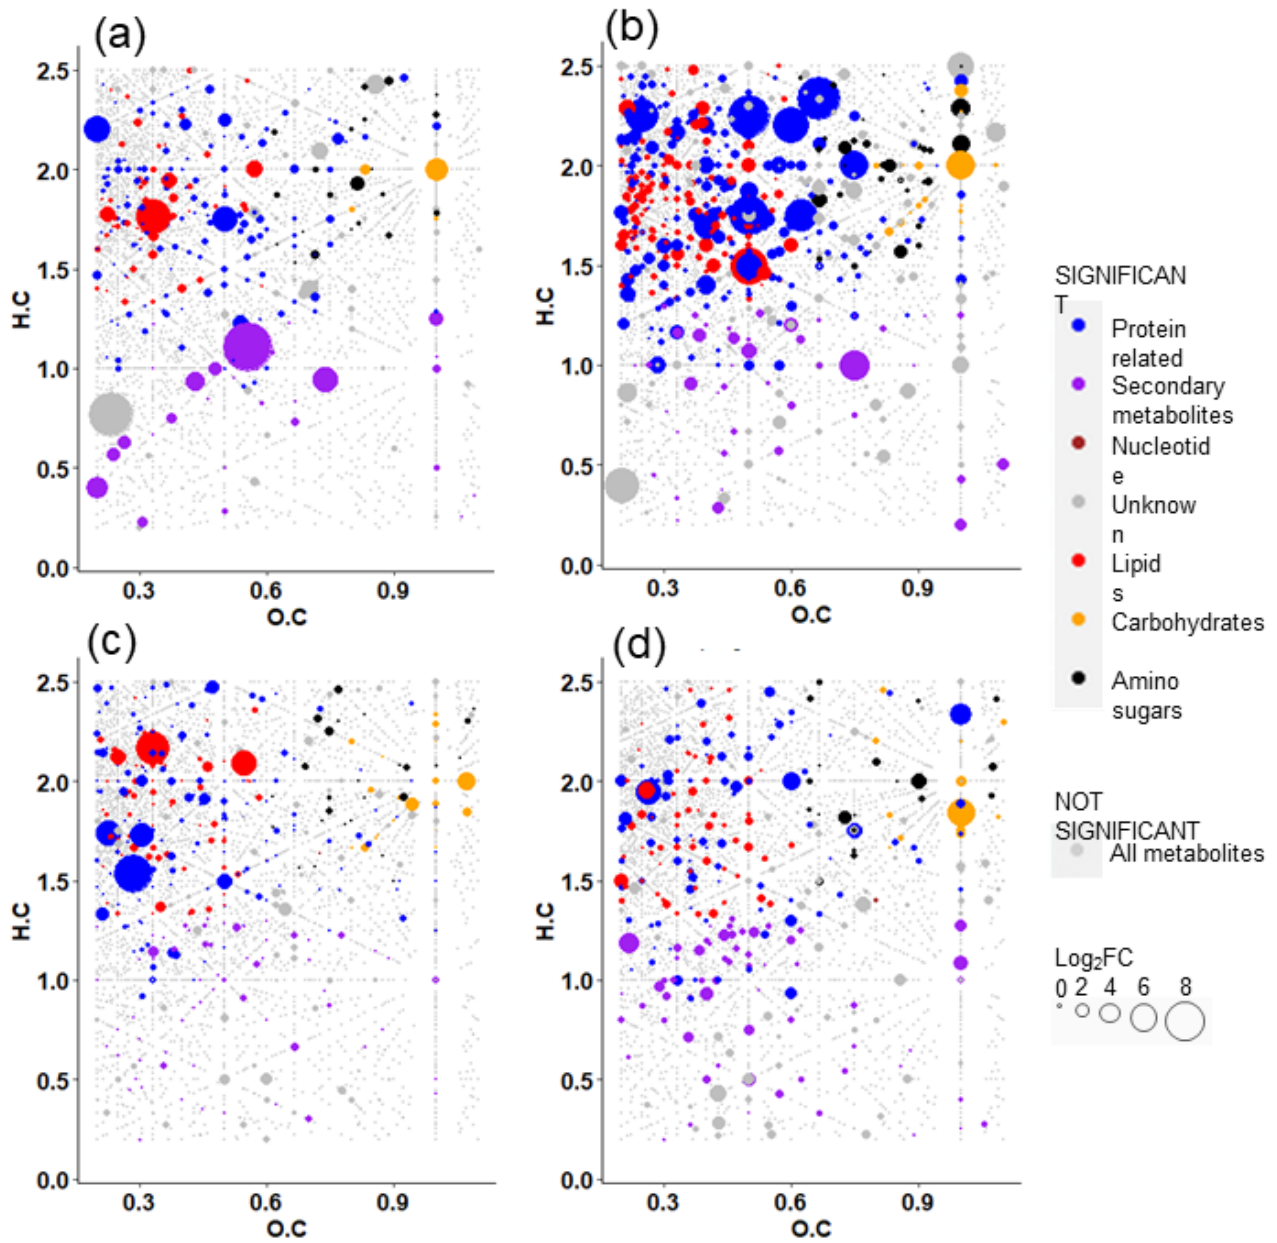 (a)
2.5
2.0
1.5
1.0
0.5
0.0
H.C
0.3 0.6 0.9
O.C
(b)
2.5
2.0
1.5
1.0
0.5
0.0
H.C
0.3 0.6 0.9
O.C
(c)
2.5
2.0
1.5
1.0
0.5
0.0
H.C
0.3 0.6 0.9
O.C
(d)
2.5
2.0
1.5
1.0
0.5
0.0
H.C
0.3 0.6 0.9
O.C
SIGNIFICAN
T
Protein
related
Secondary
metabolites
Nucleotid
e
Unknow
n
Lipid
s
Carbohydrates
Amino
sugars
NOT
SIGNIFICANT
All metabolites
Log₂FC
0 2 4 6 8